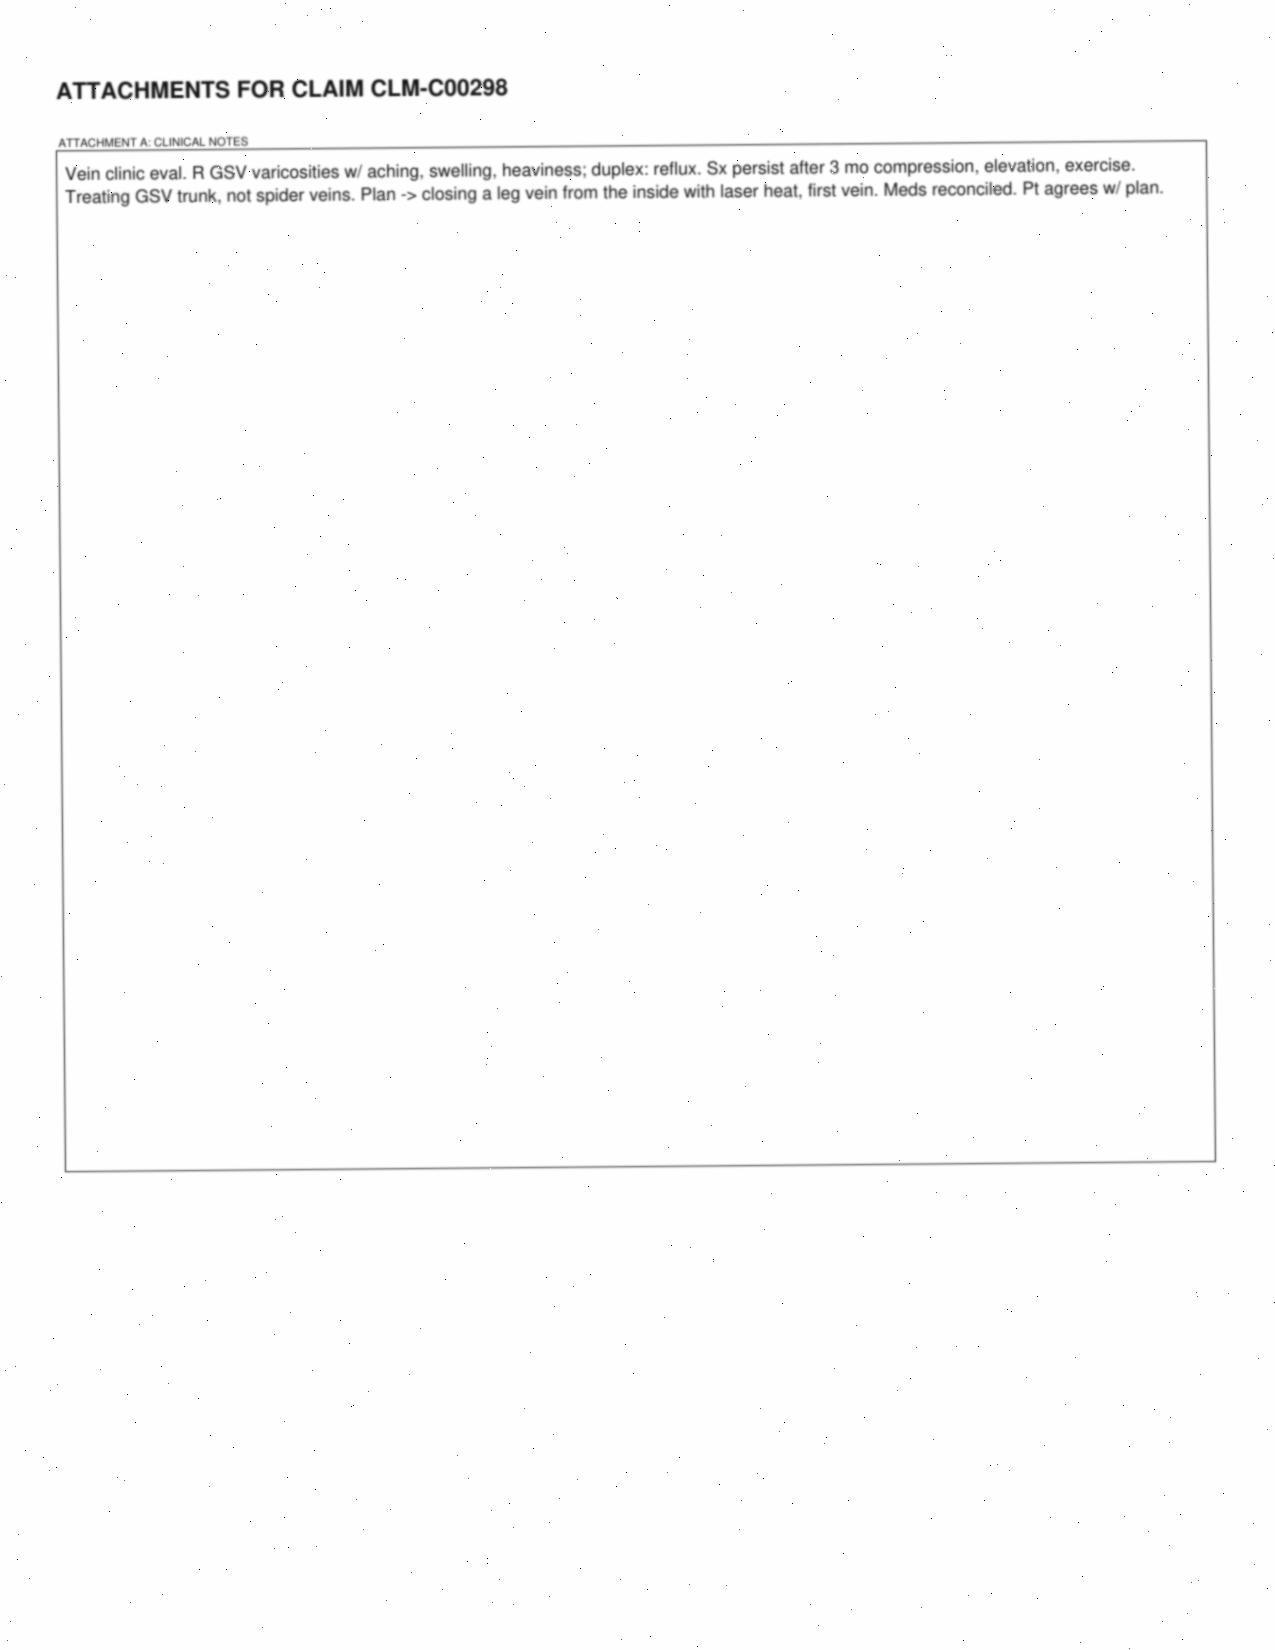 ATTACHMENTS FOR CLAIM CLM-C00298
ATTACHMENT A: CLINICAL NOTES
Vein clinic eval. R GSV varicosities w/ aching, swelling, heaviness; duplex: reflux. Sx persist after 3 mo compression, elevation, exercise.
Treating GSV trunk, not spider veins. Plan -> closing a leg vein from the inside with laser heat, first vein. Meds reconciled. Pt agrees w/ plan.